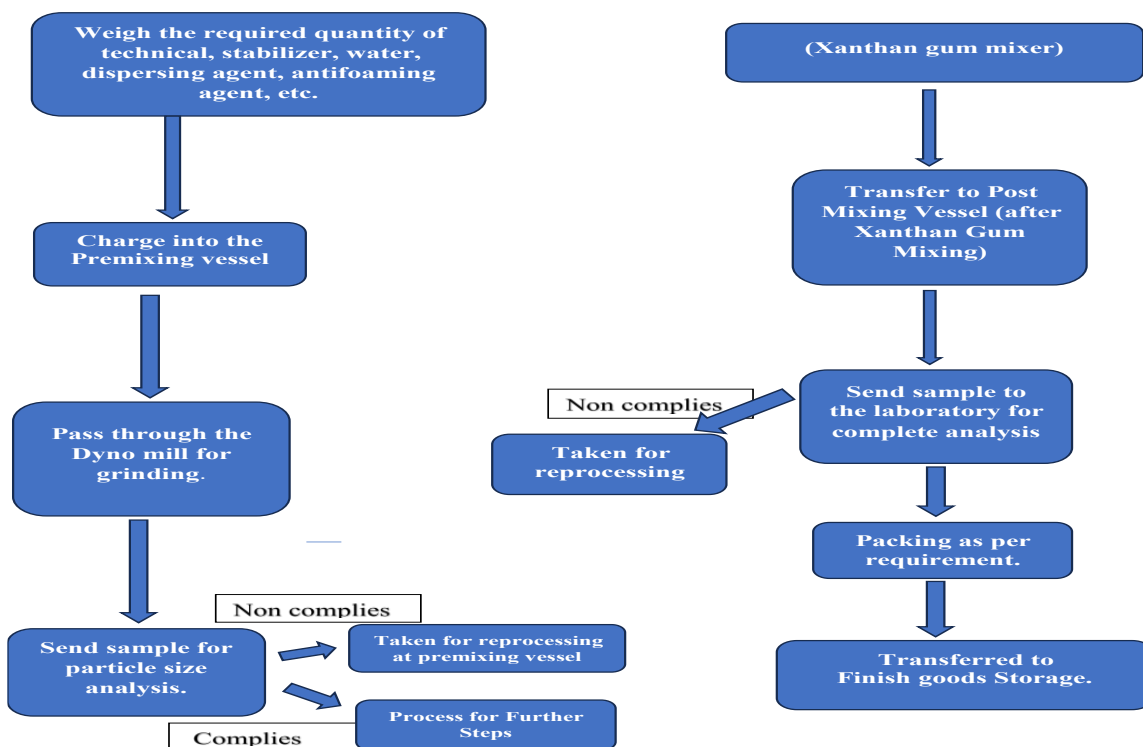 Weigh the required quantity of
technical, stabilizer, water,
dispersing agent, antifoaming
agent, etc.
Charge into the
Premixing vessel
Pass through the
Dyno mill for
grinding.
Send sample for
particle size
analysis.
Non complies
Taken for reprocessing
at premixing vessel
Complies
Process for Further
Steps
(Xanthan gum mixer)
Transfer to Post
Mixing Vessel (after
Xanthan Gum
Mixing)
Send sample to
the laboratory for
complete analysis
Non complies
Taken for
reprocessing
Packing as per
requirement.
Transferred to
Finish goods Storage.